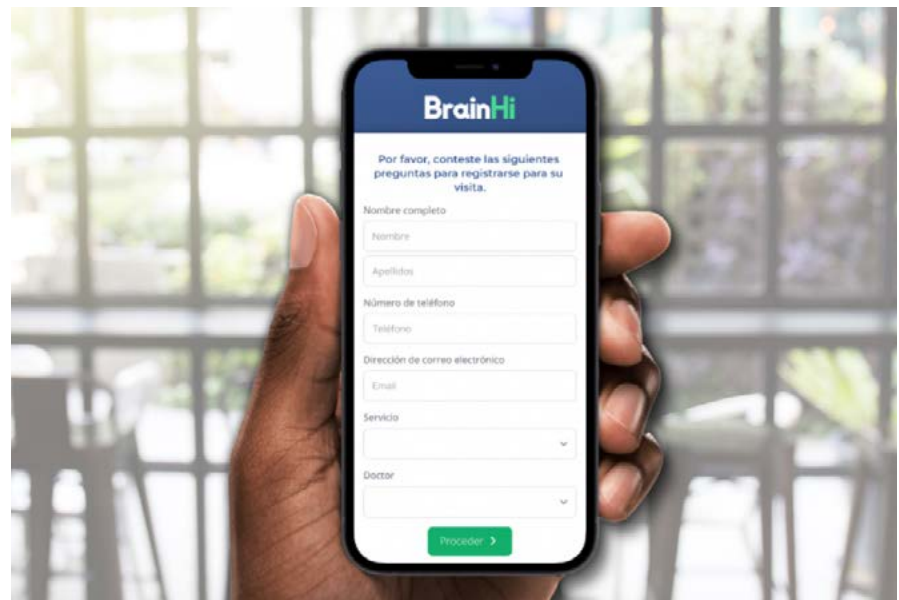 BrainHi
Por favor, conteste las siguientes
preguntas para registrarse para su
visita.
Nombre completo
Nombre
Apellidos
Número de teléfono
Teléfono
Dirección de correo electrónico
Email
Servicio
Doctor
Proceder